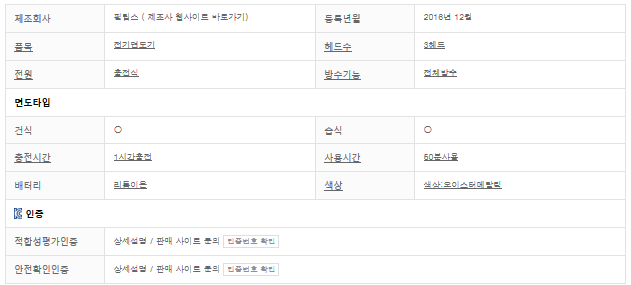 제조회사 필립스 ( 제조사 웹사이트 바로가기) 등록년월 2016년 12월
품목 전기면도기 헤드수 3헤드
전원 충전식 방수기능 전체방수
면도타입
건식 ○ 습식 ○
충전시간 1시간충전 사용시간 50분사용
배터리 리튬이온 색상 색상:오이스터메탈릭
인증
적합성평가인증 상세설명 / 판매 사이트 문의 인증번호 확인
안전확인인증 상세설명 / 판매 사이트 문의 인증번호 확인